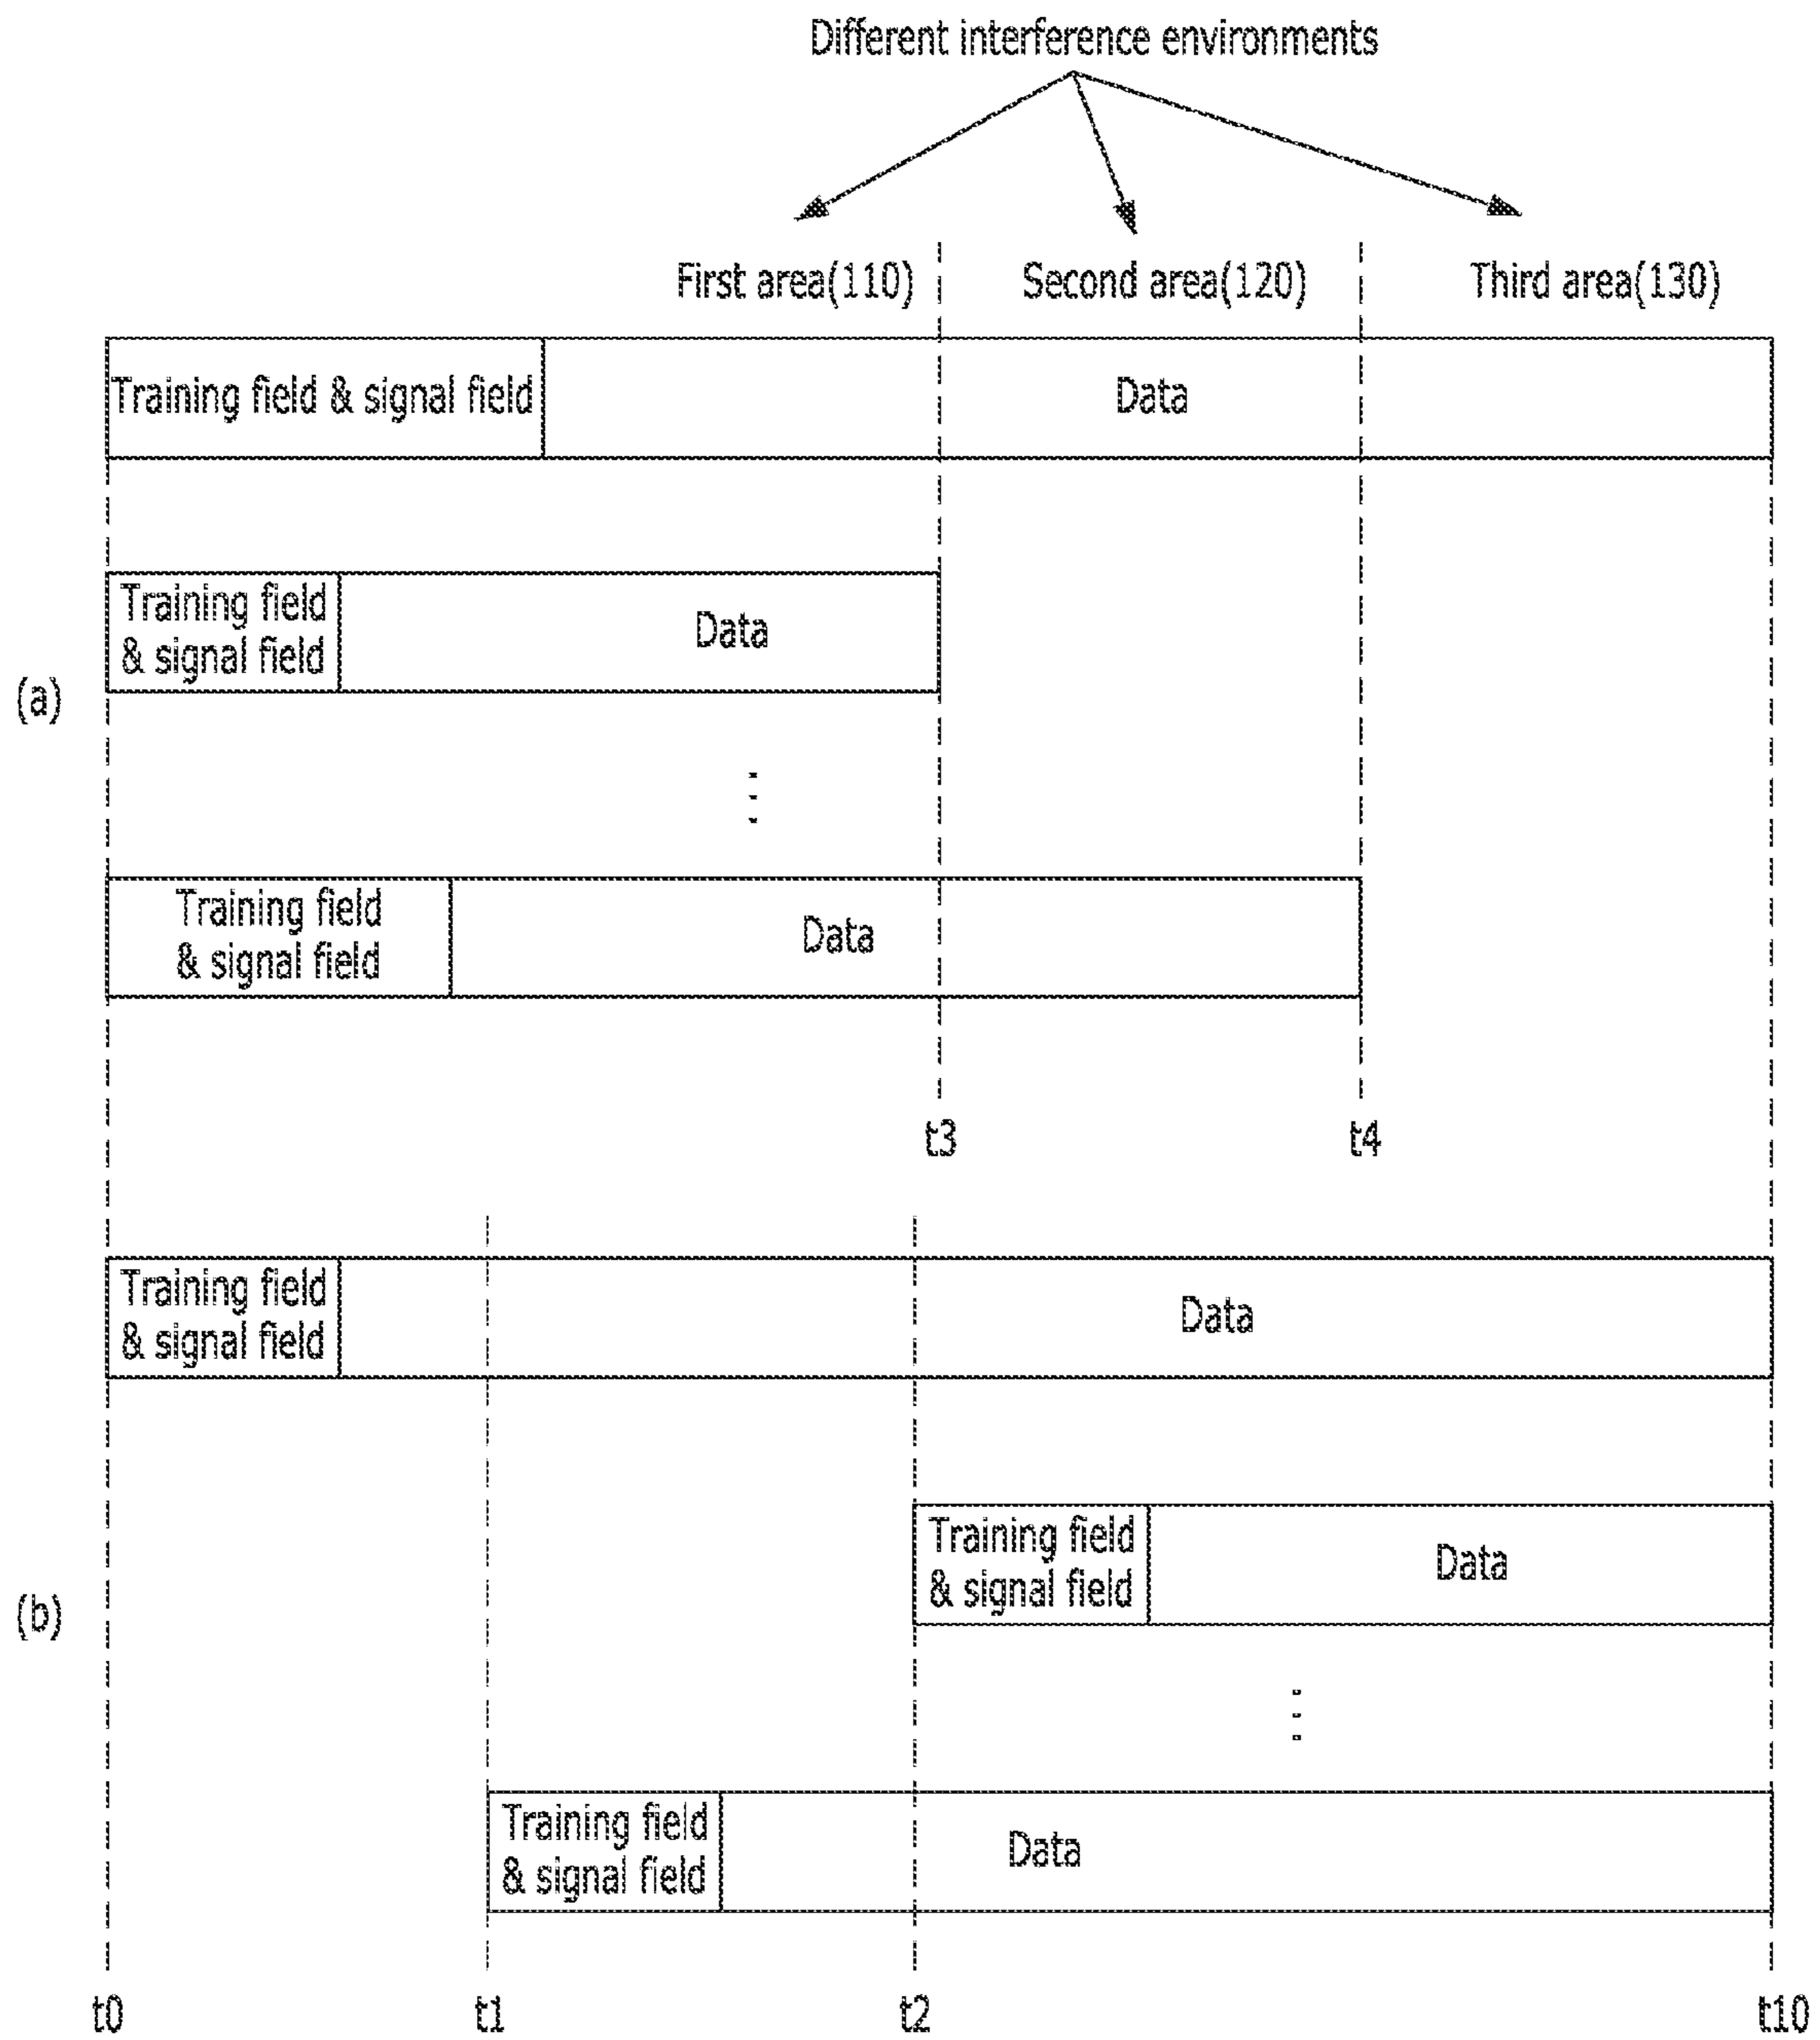 Different interference environments
First area(110)
Second area(120)
Third area(130)
Training field & signal field
Data
(a)
Training field
& signal field
Data
Training field
& signal field
Data
t3
t4
(b)
Training field
& signal field
Data
Training field
& signal field
Data
Training field
& signal field
Data
t0
t1
t2
t10